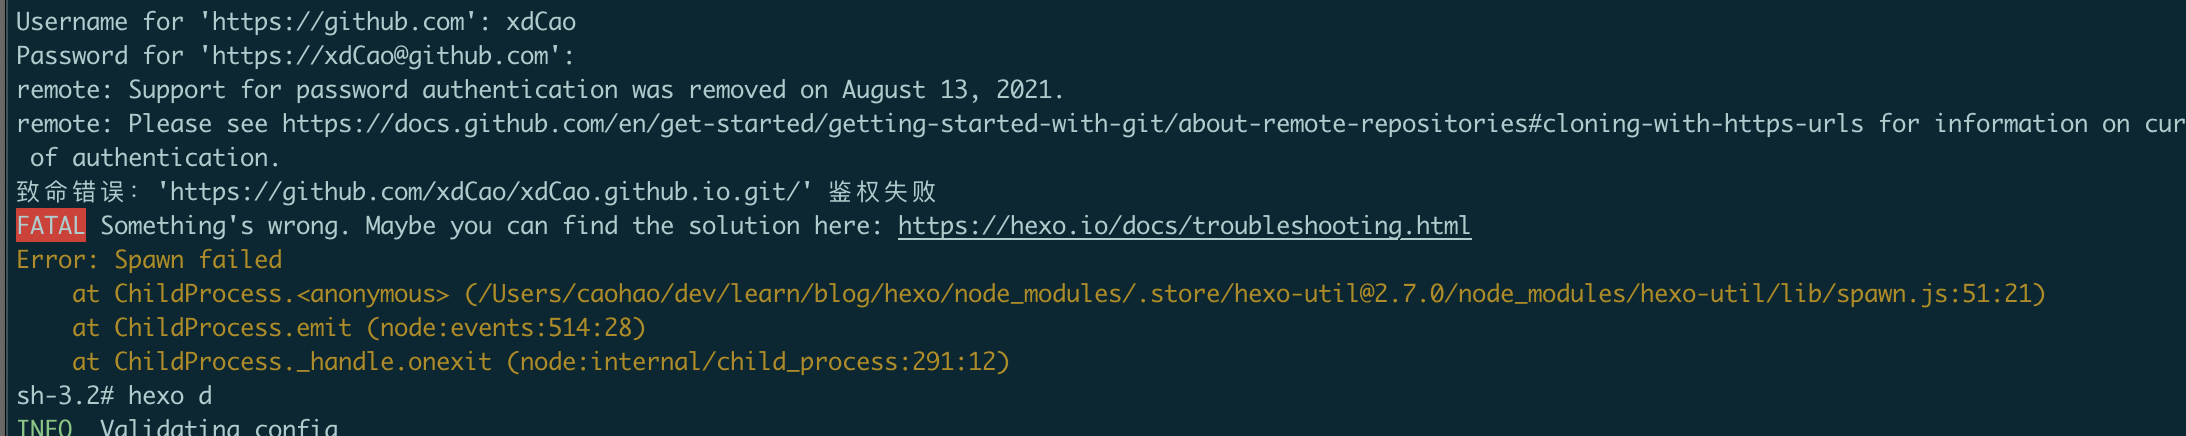 Username for 'https://github.com': xdCao
Password for 'https://xdCao@github.com':
remote: Support for password authentication was removed on August 13, 2021.
remote: Please see https://docs.github.com/en/get-started/getting-started-with-git/about-remote-repositories#cloning-with-https-urls for information on cur
of authentication.
致命错误：'https://github.com/xdCao/xdCao.github.io.git/' 鉴权失败
FATAL Something's wrong. Maybe you can find the solution here: https://hexo.io/docs/troubleshooting.html
Error: Spawn failed
    at ChildProcess.<anonymous> (/Users/caohao/dev/learn/blog/hexo/node_modules/.store/hexo-util@2.7.0/node_modules/hexo-util/lib/spawn.js:51:21)
    at ChildProcess.emit (node:events:514:28)
    at ChildProcess._handle.onexit (node:internal/child_process:291:12)
sh-3.2# hexo d
INFO  Validating config